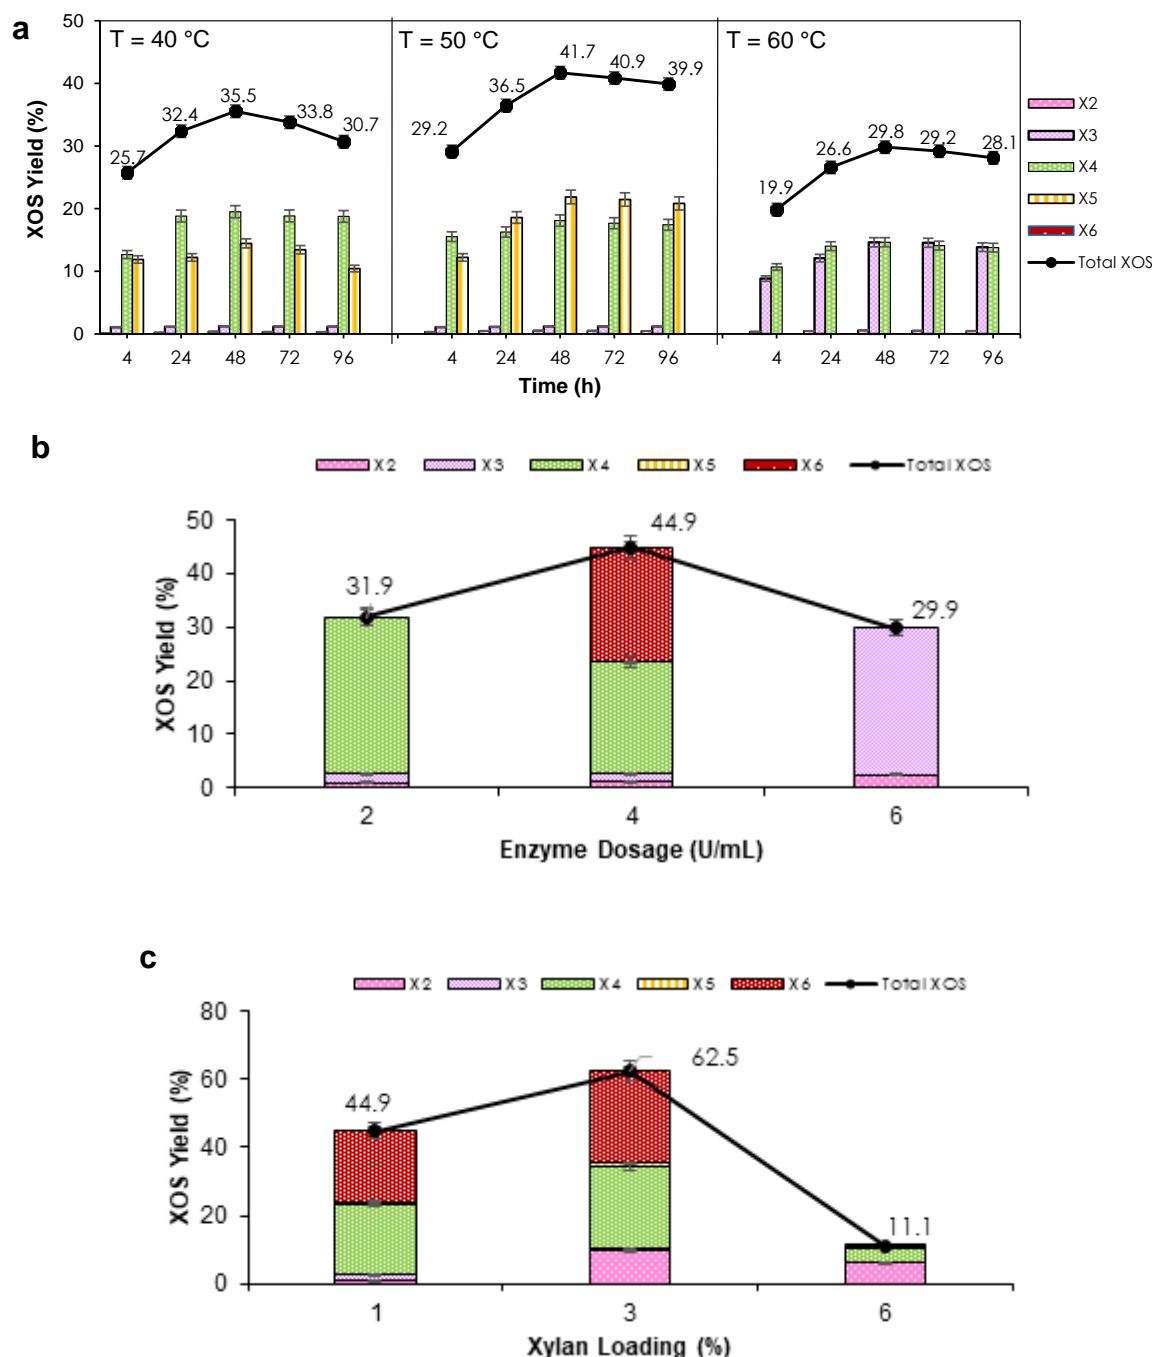 a
T = 40 °C
T = 50 °C
T = 60 °C
XOS Yield (%)
50
40
30
20
10
0
25.7
32.4
35.5
33.8
30.7
29.2
36.5
41.7
40.9
39.9
19.9
26.6
29.8
29.2
28.1
4 24 48 72 96 4 24 48 72 96 4 24 48 72 96
Time (h)
X2
X3
X4
X5
X6
Total XOS
b
X2 X3 X4 X5 X6 Total XOS
XOS Yield (%)
50
40
30
20
10
0
31.9
44.9
29.9
2 4 6
Enzyme Dosage (U/mL)
c
X2 X3 X4 X5 X6 Total XOS
XOS Yield (%)
80
60
40
20
0
44.9
62.5
11.1
1 3 6
Xylan Loading (%)